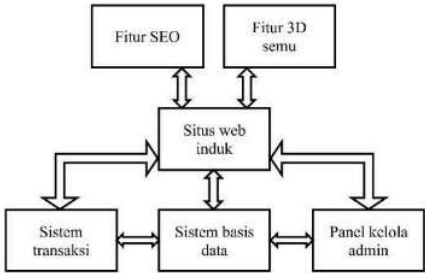 Fitur SEO
Fitur 3D
semu
Situs web
induk
Sistem
transaksi
Sistem basis
data
Panel kelola
admin